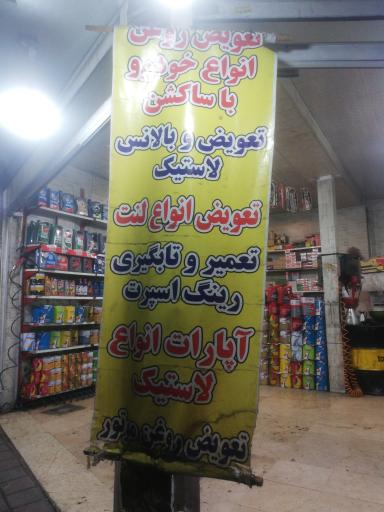 تعویض روغن
انواع خودرو
با ساکشن
تعویض و بالانس
لاستیک
تعویض انواع لنت
تعمیر و تابگیری
رینگ اسپرت
آپارات انواع
لاستیک
تعویض روغن موتور